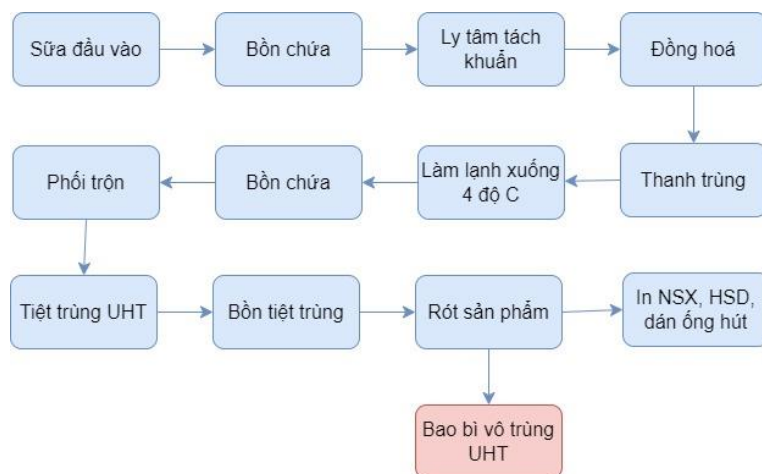 Sữa đầu vào
Bồn chứa
Ly tâm tách
khuẩn
Đồng hoá
Thanh trùng
Làm lạnh xuống
4 độ C
Bồn chứa
Phối trộn
Tiệt trùng UHT
Bồn tiệt trùng
Rót sản phẩm
In NSX, HSD,
dán ống hút
Bao bì vô trùng
UHT